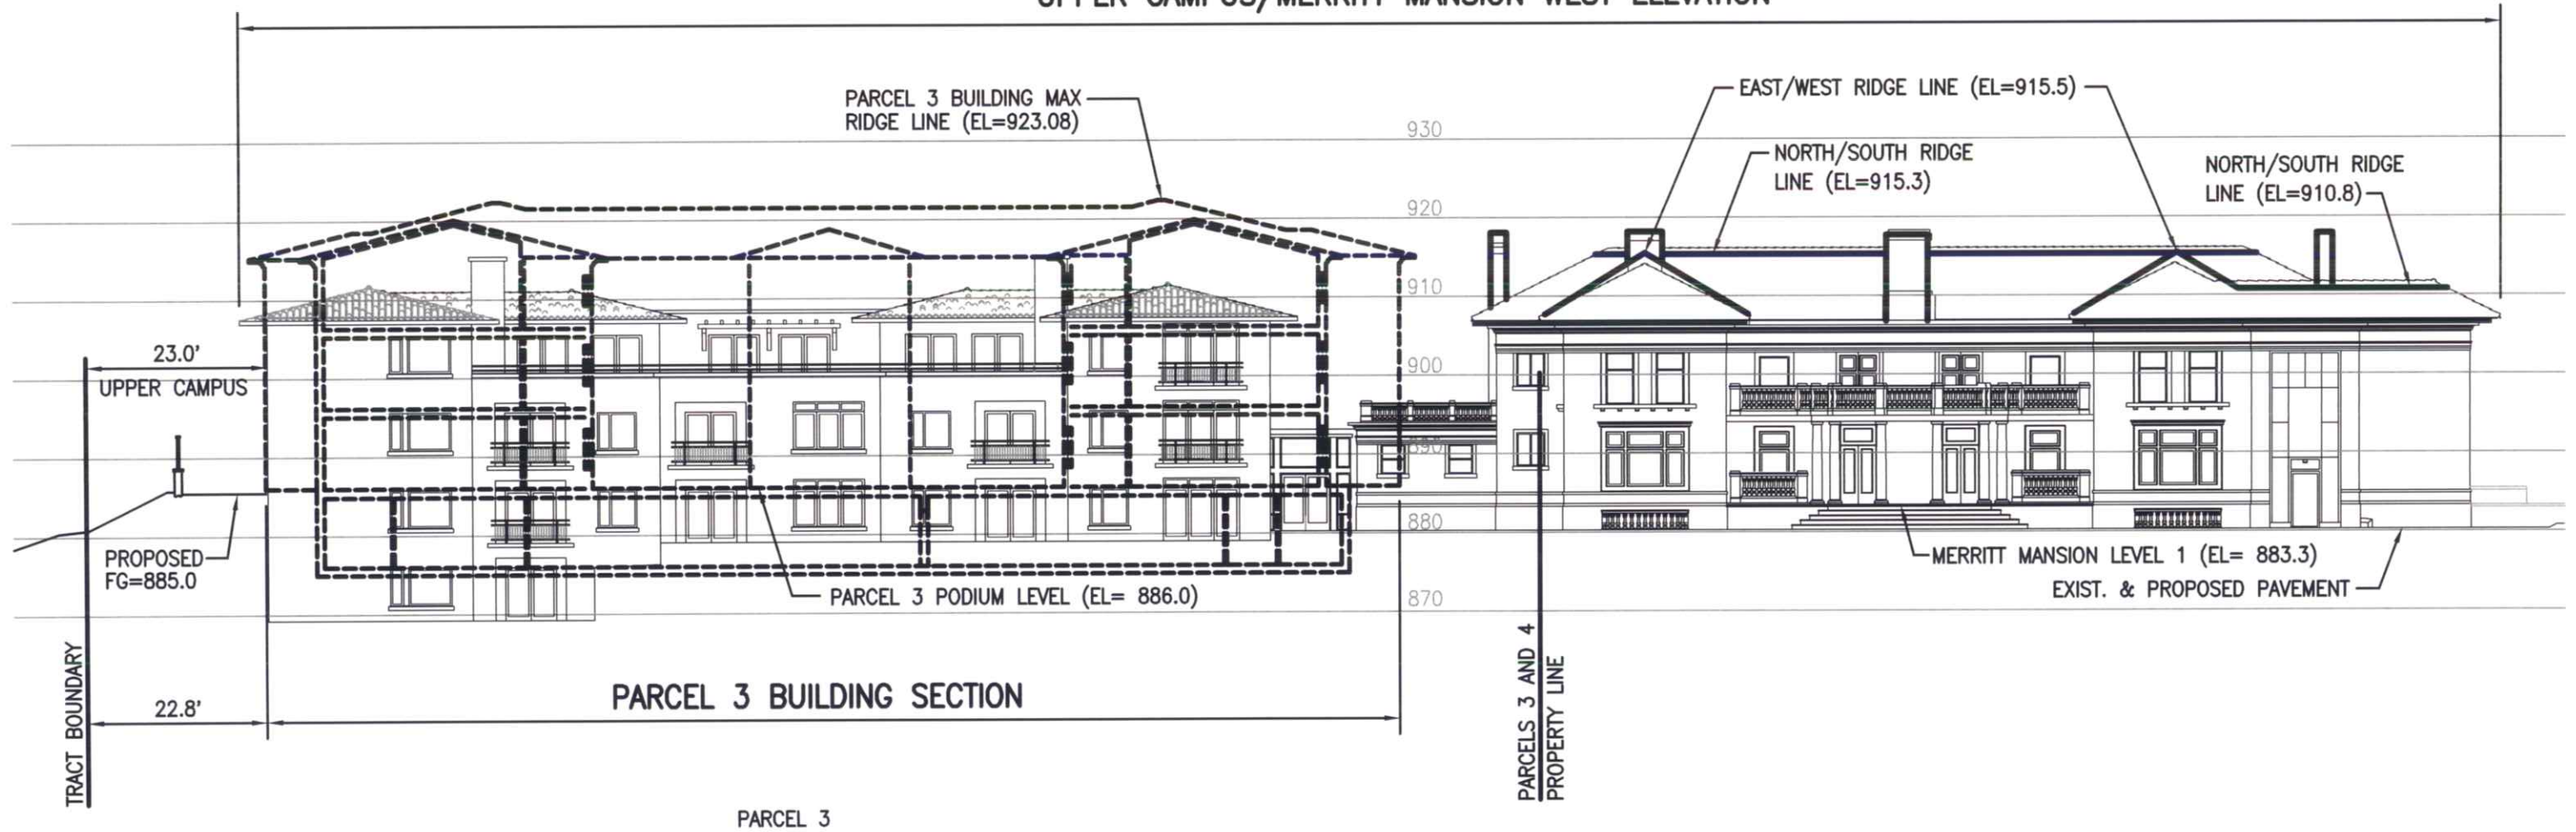 UPPER CAMPUS/MERRITT MANSION WEST ELEVATION
PARCEL 3 BUILDING MAX
RIDGE LINE (EL=923.08)
EAST/WEST RIDGE LINE (EL=915.5)
NORTH/SOUTH RIDGE
LINE (EL=915.3)
NORTH/SOUTH RIDGE
LINE (EL=910.8)
930
920
910
900
890
880
870
23.0'
UPPER CAMPUS
PROPOSED
FG=885.0
PARCEL 3 PODIUM LEVEL (EL= 886.0)
MERRITT MANSION LEVEL 1 (EL= 883.3)
EXIST. & PROPOSED PAVEMENT
TRACT BOUNDARY
22.8'
PARCEL 3 BUILDING SECTION
PARCELS 3 AND 4
PROPERTY LINE
PARCEL 3